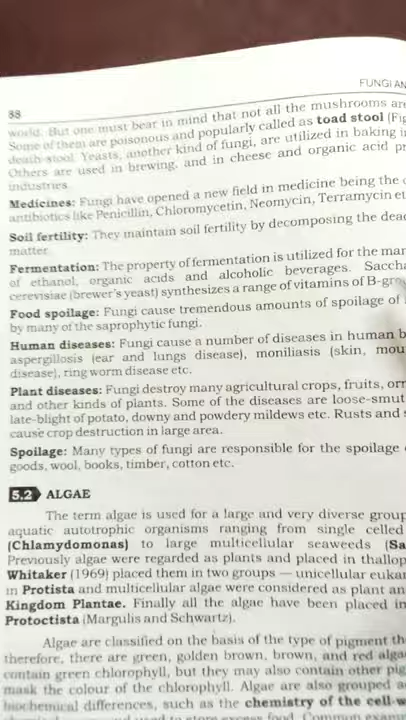 FUNGI AN
88
world. But one must bear in mind that not all the mushrooms are
Some of them are poisonous and popularly called as toad stool (Fig
death-stool. Yeasts, another kind of fungi, are utilized in baking i
Others are used in brewing, and in cheese and organic acid pr
industries.
Medicines: Fungi have opened a new field in medicine being the
antibiotics like Penicillin, Chloromycetin, Neomycin, Terramycin et
Soil fertility: They maintain soil fertility by decomposing the dead
matter.
Fermentation: The property of fermentation is utilized for the man
of ethanol, organic acids and alcoholic beverages. Saccha
cerevisiae (brewer's yeast) synthesizes a range of vitamins of B-gro
Food spoilage: Fungi cause tremendous amounts of spoilage of
by many of the saprophytic fungi.
Human diseases: Fungi cause a number of diseases in human b
aspergillosis (ear and lungs disease), moniliasis (skin, mou
disease), ring worm disease etc.
Plant diseases: Fungi destroy many agricultural crops, fruits, orn
and other kinds of plants. Some of the diseases are loose-smut
late-blight of potato, downy and powdery mildews etc. Rusts and s
cause crop destruction in large area.
Spoilage: Many types of fungi are responsible for the spoilage
goods, wool, books, timber, cotton etc.
5.2 ALGAE
The term algae is used for a large and very diverse group
aquatic autotrophic organisms ranging from single celled
(Chlamydomonas) to large multicellular seaweeds (Sa
Previously algae were regarded as plants and placed in thallop
Whitaker (1969) placed them in two groups — unicellular eukar
in Protista and multicellular algae were considered as plant an
Kingdom Plantae. Finally all the algae have been placed in
Protoctista (Margulis and Schwartz).
Algae are classified on the basis of the type of pigment th
therefore, there are green, golden brown, brown, and red alga
contain green chlorophyll, but they may also contain other pig
mask the colour of the chlorophyll. Algae are also grouped a
biochemical differences, such as the chemistry of the cell-w
used to store excess food. Common